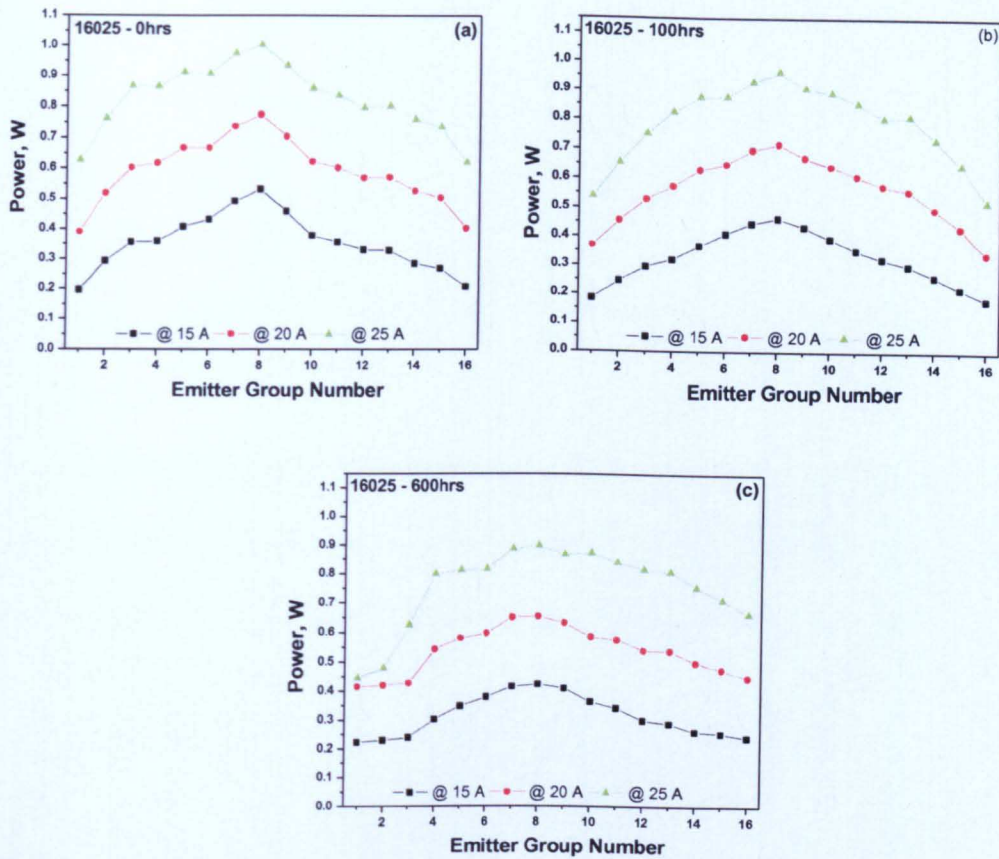 16025 - 0hrs
(a)
1.1
1.0
0.9
0.8
0.7
0.6
0.5
0.4
0.3
0.2
0.1
0.0
Power, W
@ 15 A @ 20 A @ 25 A
2 4 6 8 10 12 14 16
Emitter Group Number
16025 - 100hrs
(b)
1.1
1.0
0.9
0.8
0.7
0.6
0.5
0.4
0.3
0.2
0.1
0.0
Power, W
@ 15 A @ 20 A @ 25 A
2 4 6 8 10 12 14 16
Emitter Group Number
16025 - 600hrs
(c)
1.1
1.0
0.9
0.8
0.7
0.6
0.5
0.4
0.3
0.2
0.1
0.0
Power, W
@ 15 A @ 20 A @ 25 A
2 4 6 8 10 12 14 16
Emitter Group Number